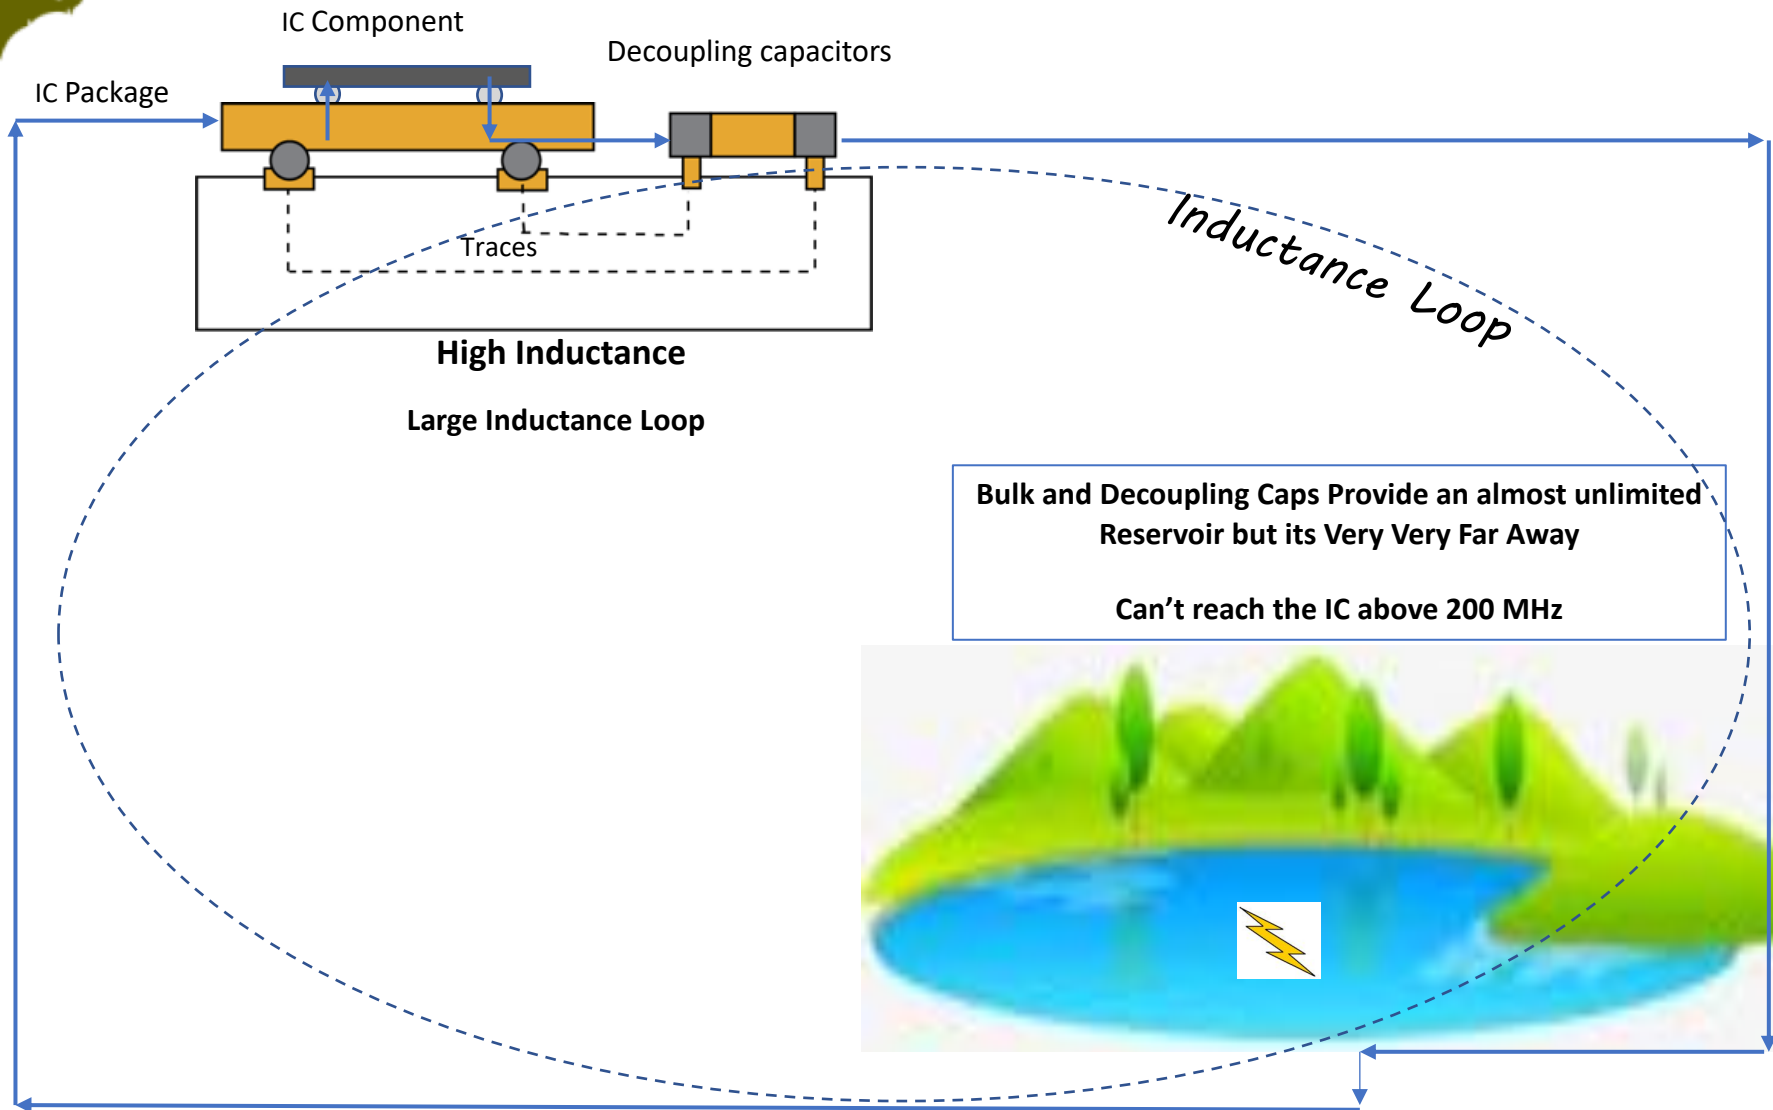 IC Component
Decoupling capacitors
IC Package
Traces
Inductance Loop
High Inductance
Large Inductance Loop
Bulk and Decoupling Caps Provide an almost unlimited
Reservoir but its Very Very Far Away
Can’t reach the IC above 200 MHz